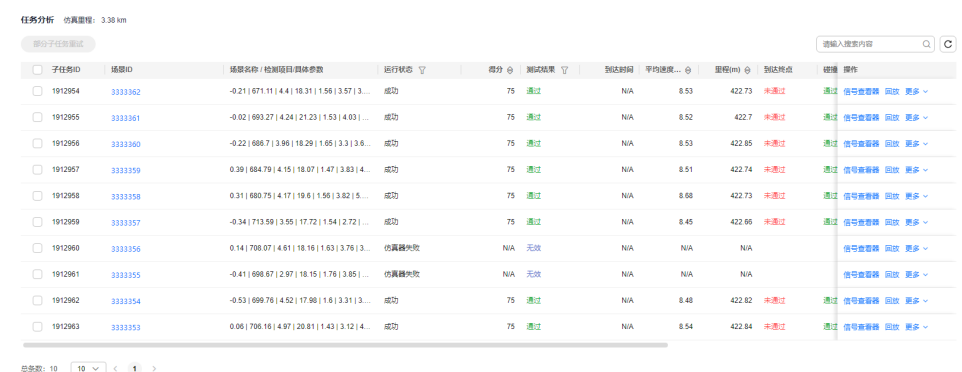 任务分析 仿真里程: 3.38 km
部分子任务重试 请输入搜索内容
子任务ID 场景ID 场景名称 / 检测项目/具体参数 运行状态 得分 测试结果 到达时间 平均速度... 里程(m) 到达终点 碰撞 操作
1912954 3333362 -0.21 | 671.11 | 4.4 | 18.31 | 1.56 | 3.57 | 3.... 成功 75 通过 N/A 8.53 422.73 未通过 通过 信号查看器 回放 更多
1912955 3333361 -0.02 | 693.27 | 4.24 | 21.23 | 1.53 | 4.03 | ... 成功 75 通过 N/A 8.52 422.7 未通过 通过 信号查看器 回放 更多
1912956 3333360 -0.22 | 686.7 | 3.96 | 18.29 | 1.65 | 3.3 | 3.6... 成功 75 通过 N/A 8.53 422.85 未通过 通过 信号查看器 回放 更多
1912957 3333359 0.39 | 684.79 | 4.15 | 18.07 | 1.47 | 3.83 | 4... 成功 75 通过 N/A 8.51 422.74 未通过 通过 信号查看器 回放 更多
1912958 3333358 0.31 | 680.75 | 4.17 | 19.6 | 1.56 | 3.82 | 5.... 成功 75 通过 N/A 8.68 422.73 未通过 通过 信号查看器 回放 更多
1912959 3333357 -0.34 | 713.59 | 3.55 | 17.72 | 1.54 | 2.72 | ... 成功 75 通过 N/A 8.45 422.66 未通过 通过 信号查看器 回放 更多
1912960 3333356 0.14 | 708.07 | 4.61 | 18.16 | 1.63 | 3.76 | 3... 仿真器失败 N/A 无效 N/A N/A N/A 信号查看器 回放 更多
1912961 3333355 -0.41 | 698.67 | 2.97 | 18.15 | 1.76 | 3.85 | ... 仿真器失败 N/A 无效 N/A N/A N/A 信号查看器 回放 更多
1912962 3333354 -0.53 | 699.76 | 4.52 | 17.98 | 1.6 | 3.31 | 3.... 成功 75 通过 N/A 8.48 422.82 未通过 通过 信号查看器 回放 更多
1912963 3333353 0.06 | 706.16 | 4.97 | 20.81 | 1.43 | 3.12 | 4... 成功 75 通过 N/A 8.54 422.84 未通过 通过 信号查看器 回放 更多
总条数: 10 10 < 1 >